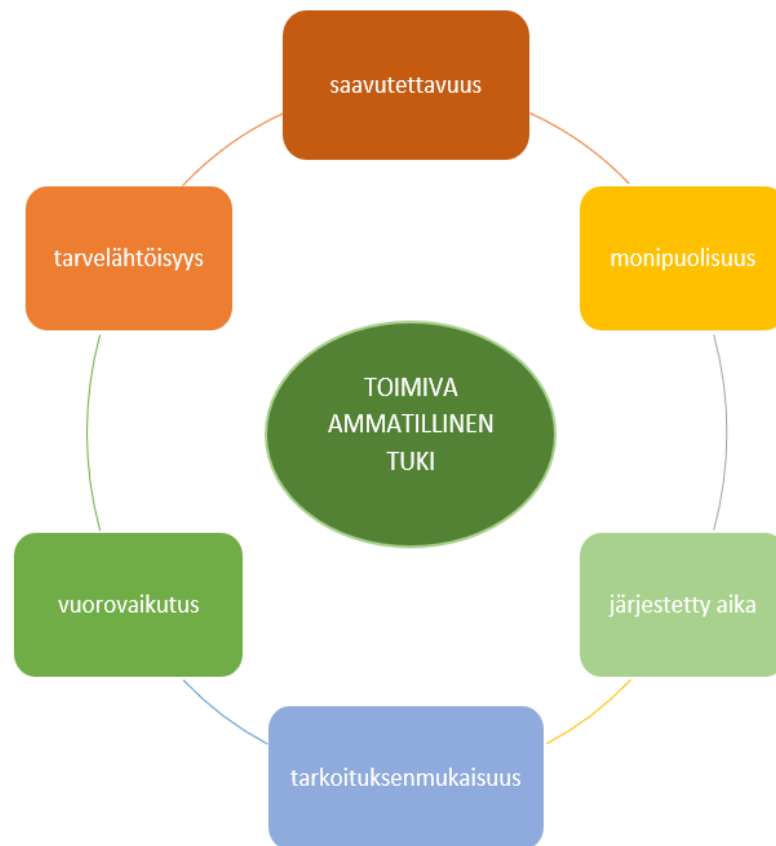 saavutettavuus
tarvelähtöisyys
monipuolisuus
TOIMIVA
AMMATILLINEN
TUKI
vuorovaikutus
järjestetty aika
tarkoituksenmukaisuus